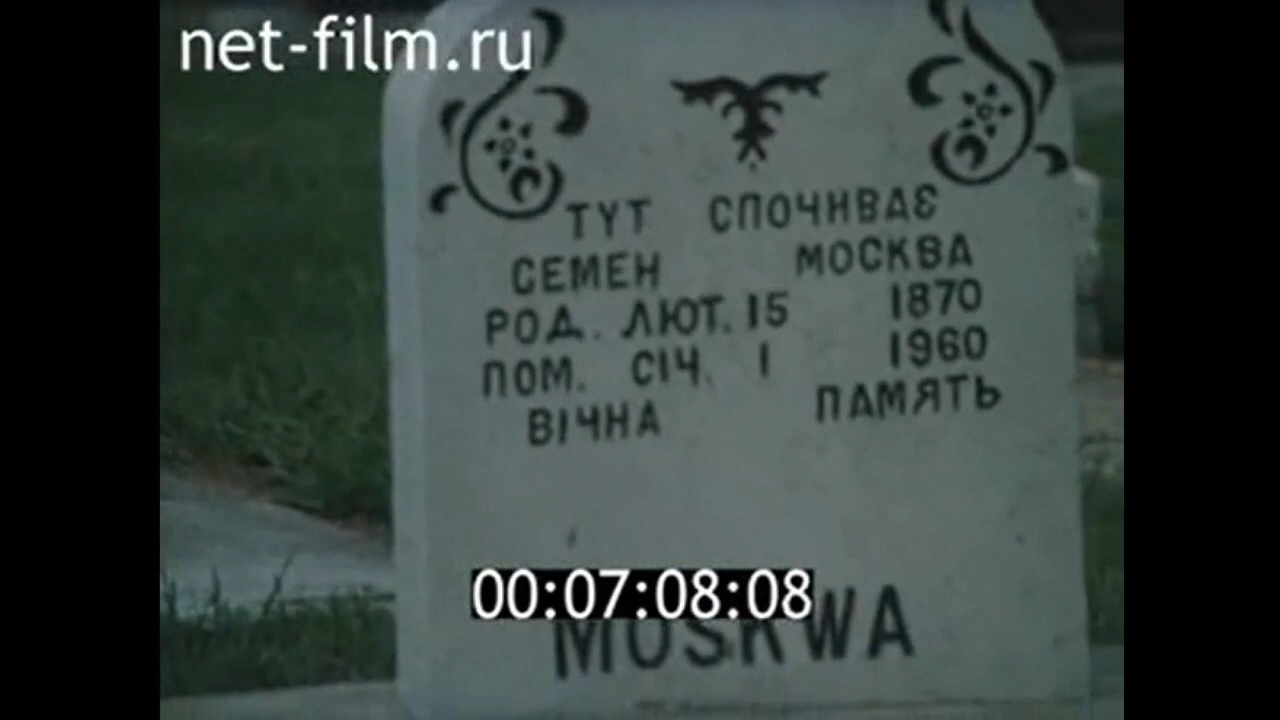 net-film.ru
ТУТ СПОЧИВАЄ
СЕМЕН МОСКВА
РОД. ЛЮТ. 15 1870
ПОМ. СІЧ. 1 1960
ВІЧНА ПАМЯТЬ
00:07:08:08
MOSKWA